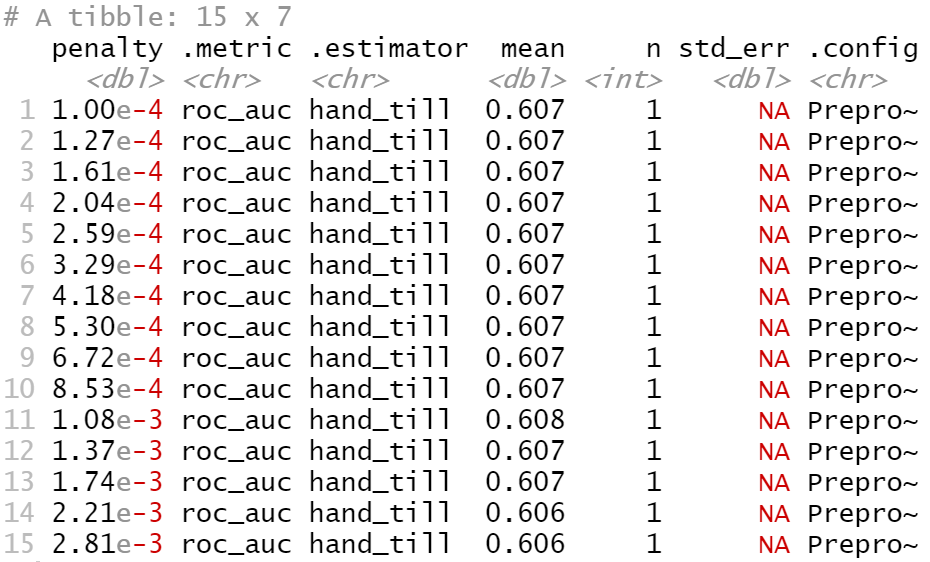 # A tibble: 15 x 7
penalty .metric .estimator mean n std_err .config
<dbl> <chr> <chr> <dbl> <int> <dbl> <chr>
1 1.00e-4 roc_auc hand_till 0.607 1 NA Prepro~
2 1.27e-4 roc_auc hand_till 0.607 1 NA Prepro~
3 1.61e-4 roc_auc hand_till 0.607 1 NA Prepro~
4 2.04e-4 roc_auc hand_till 0.607 1 NA Prepro~
5 2.59e-4 roc_auc hand_till 0.607 1 NA Prepro~
6 3.29e-4 roc_auc hand_till 0.607 1 NA Prepro~
7 4.18e-4 roc_auc hand_till 0.607 1 NA Prepro~
8 5.30e-4 roc_auc hand_till 0.607 1 NA Prepro~
9 6.72e-4 roc_auc hand_till 0.607 1 NA Prepro~
10 8.53e-4 roc_auc hand_till 0.607 1 NA Prepro~
11 1.08e-3 roc_auc hand_till 0.608 1 NA Prepro~
12 1.37e-3 roc_auc hand_till 0.607 1 NA Prepro~
13 1.74e-3 roc_auc hand_till 0.607 1 NA Prepro~
14 2.21e-3 roc_auc hand_till 0.606 1 NA Prepro~
15 2.81e-3 roc_auc hand_till 0.606 1 NA Prepro~